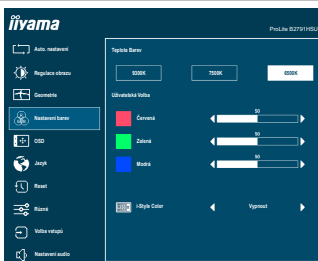 iiyama
ProLite B2791HSU
Auto. nastavení
Regulace obrazu
Geometrie
Nastavení barev
OSD
Jazyk
Reset
Různé
Volba vstupů
Nastavení audio
Teplota Barev
9300K 7500K 6500K
Uživatelská Volba
50
Červená
50
Zelená
50
Modrá
i-Style Color Vypnout